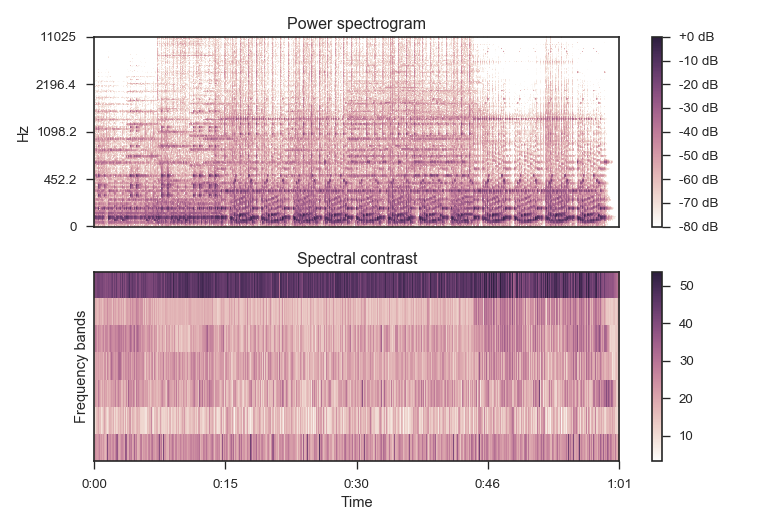 Power spectrogram
11025
2196.4
1098.2
452.2
0
Hz
+0 dB
-10 dB
-20 dB
-30 dB
-40 dB
-50 dB
-60 dB
-70 dB
-80 dB
Spectral contrast
Frequency bands
50
40
30
20
10
0:00
0:15
0:30
0:46
1:01
Time